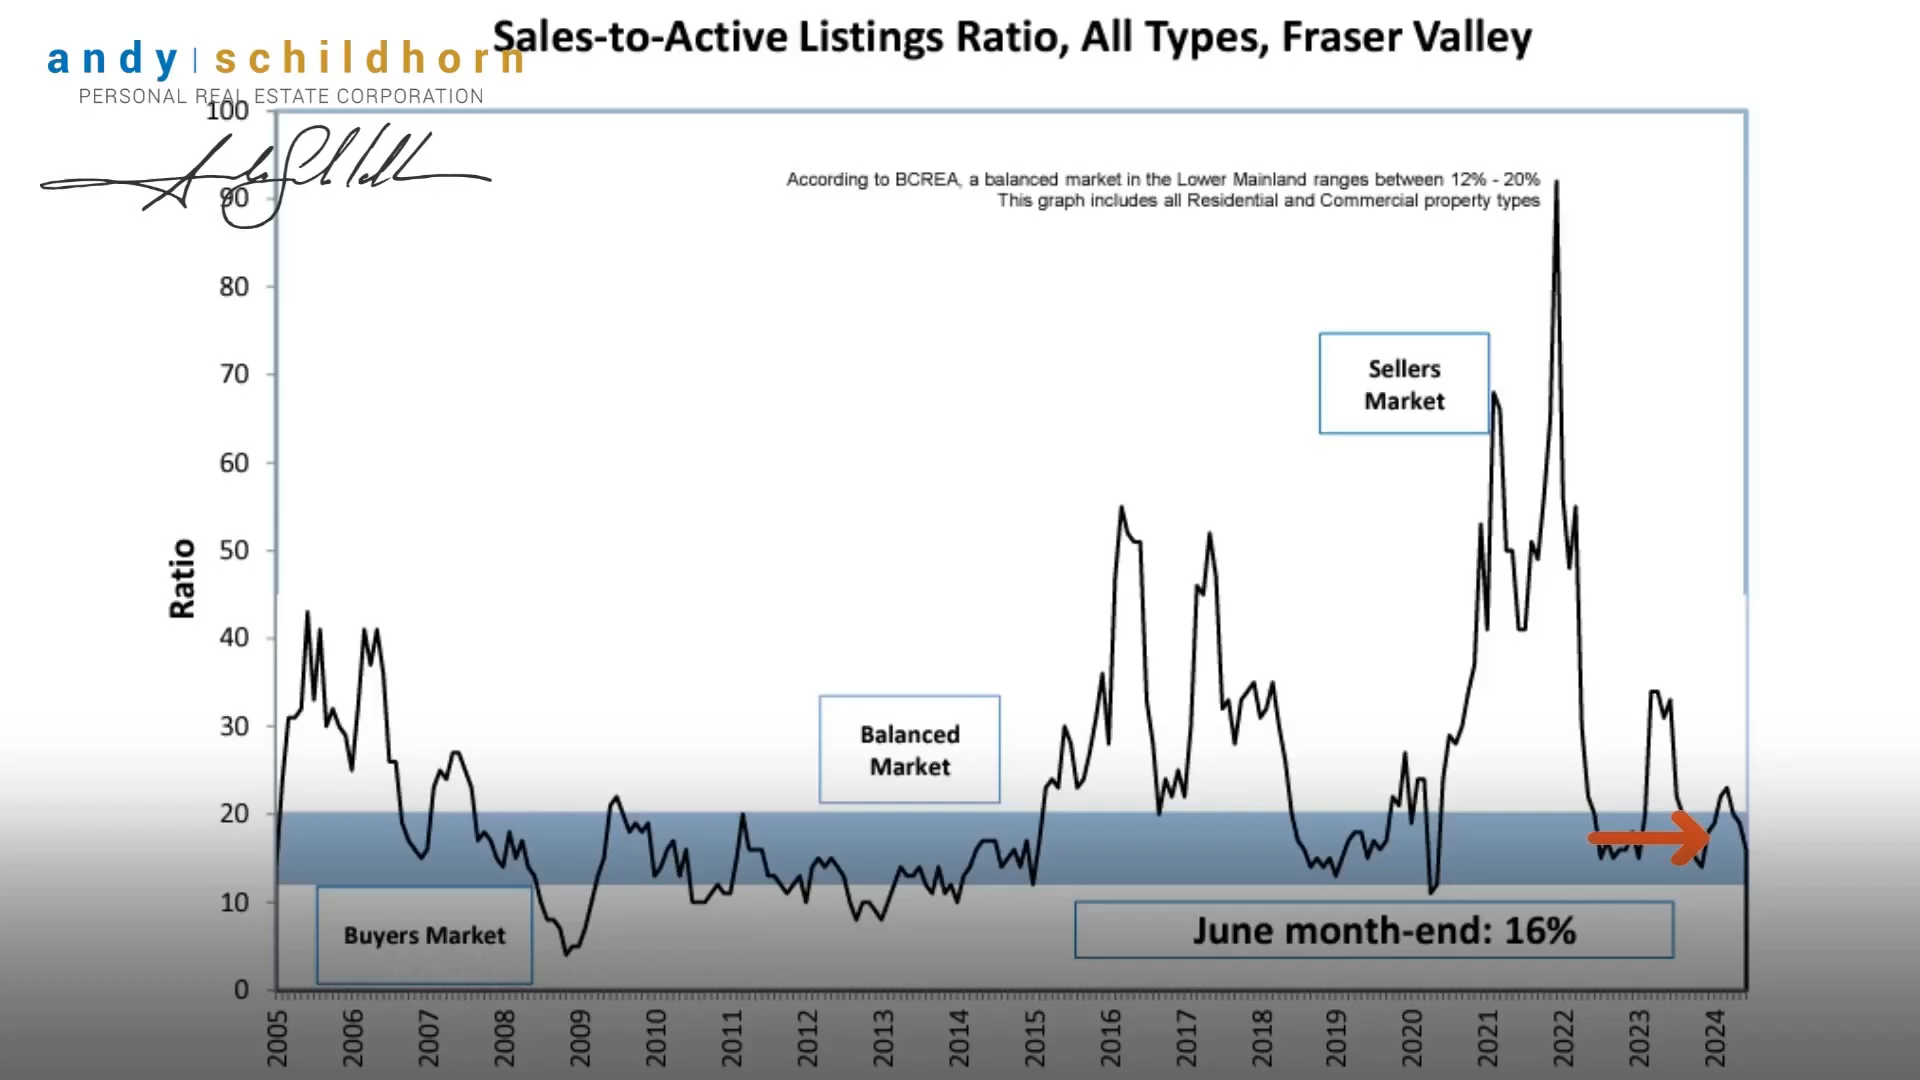 Sales-to-Active Listings Ratio, All Types, Fraser Valley
andy | schildhorn
PERSONAL REAL ESTATE CORPORATION
According to BCREA, a balanced market in the Lower Mainland ranges between 12% - 20%
This graph includes all Residential and Commercial property types
100
90
80
70
60
50
40
30
20
10
0
Ratio
Sellers
Market
Balanced
Market
Buyers Market
June month-end: 16%
2005
2006
2007
2008
2009
2010
2011
2012
2013
2014
2015
2016
2017
2018
2019
2020
2021
2022
2023
2024